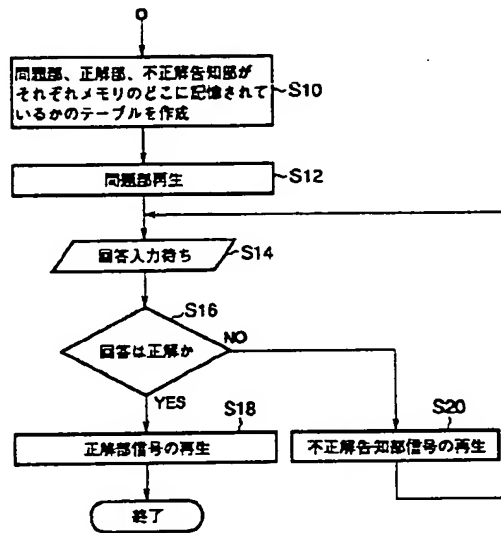 問題部、正解部、不正解告知部が
それぞれメモリのどこに記憶されて
いるかのテーブルを作成
S10
問題部再生
S12
回答入力待ち
S14
S16
回答は正解か
NO
YES
S18
正解部信号の再生
S20
不正解告知部信号の再生
終了